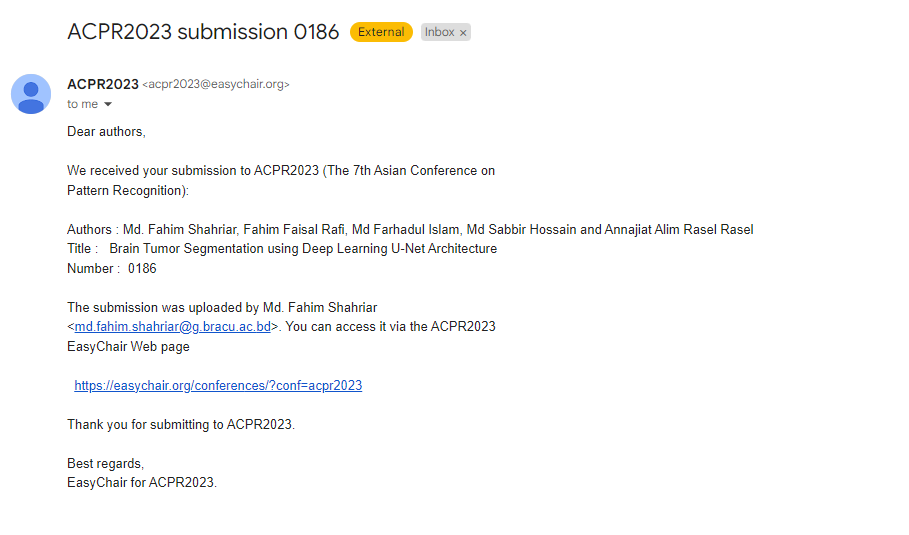 ACPR2023 submission 0186 External Inbox ×
ACPR2023 <acpr2023@easychair.org>
to me
Dear authors,
We received your submission to ACPR2023 (The 7th Asian Conference on
Pattern Recognition):
Authors : Md. Fahim Shahriar, Fahim Faisal Rafi, Md Farhadul Islam, Md Sabbir Hossain and Annajiat Alim Rasel Rasel
Title : Brain Tumor Segmentation using Deep Learning U-Net Architecture
Number : 0186
The submission was uploaded by Md. Fahim Shahriar
<md.fahim.shahriar@g.bracu.ac.bd>. You can access it via the ACPR2023
EasyChair Web page
https://easychair.org/conferences/?conf=acpr2023
Thank you for submitting to ACPR2023.
Best regards,
EasyChair for ACPR2023.